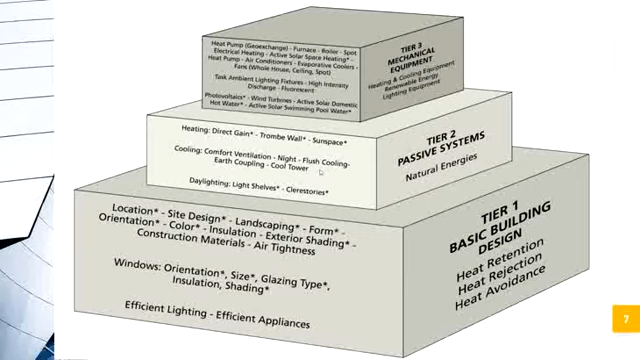 Heat Pump (Geoexchange) - Furnace - Boiler - Spot
Electrical Heating - Active Solar Space Heating* -
Heat Pump - Air Conditioners - Evaporative Coolers -
Fans (Whole House, Ceiling, Spot)
Task Ambient Lighting Fixtures - High Intensity
Discharge - Fluorescent
Photovoltaics* - Wind Turbines - Active Solar Domestic
Hot Water* - Active Solar Swimming Pool Water*
TIER 3
MECHANICAL
EQUIPMENT
Heating & Cooling Equipment
Renewable Energy
Lighting Equipment
Heating: Direct Gain* - Trombe Wall* - Sunspace*
Cooling: Comfort Ventilation - Night - Flush Cooling-
Earth Coupling - Cool Tower
Daylighting: Light Shelves* - Clerestories*
TIER 2
PASSIVE SYSTEMS
Natural Energies
Location* - Site Design* - Landscaping* - Form* -
Orientation* - Color* - Insulation - Exterior Shading* -
Construction Materials - Air Tightness
Windows: Orientation*, Size*, Glazing Type*,
Insulation, Shading*
Efficient Lighting - Efficient Appliances
TIER 1
BASIC BUILDING
DESIGN
Heat Retention
Heat Rejection
Heat Avoidance
7